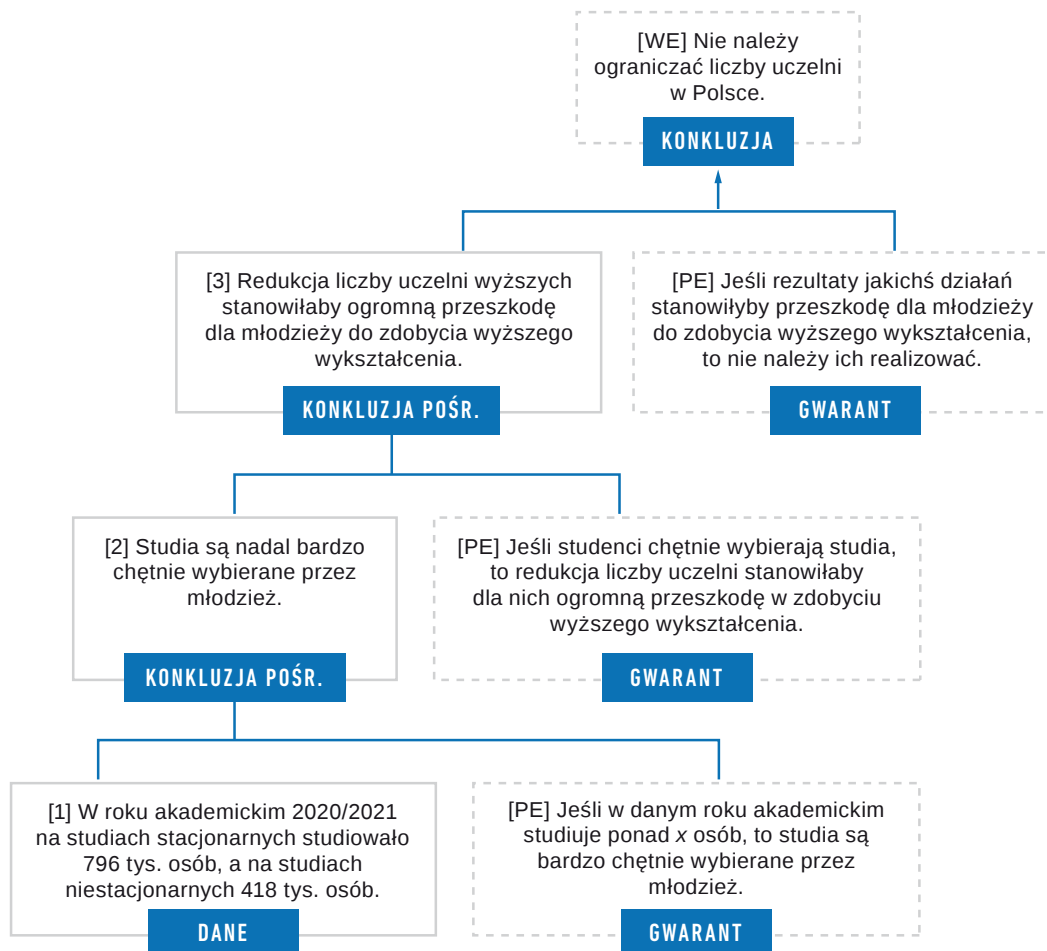 [WE] Nie należy
ograniczać liczby uczelni
w Polsce.
KONKLUZJA
[3] Redukcja liczby uczelni wyższych
stanowiłaby ogromną przeszkodę
dla młodzieży do zdobycia wyższego
wykształcenia.
KONKLUZJA POŚR.
[PE] Jeśli rezultaty jakichś działań
stanowiłyby przeszkodę dla młodzieży
do zdobycia wyższego wykształcenia,
to nie należy ich realizować.
GWARANT
[2] Studia są nadal bardzo
chętnie wybierane przez
młodzież.
KONKLUZJA POŚR.
[PE] Jeśli studenci chętnie wybierają studia,
to redukcja liczby uczelni stanowiłaby
dla nich ogromną przeszkodę w zdobyciu
wyższego wykształcenia.
GWARANT
[1] W roku akademickim 2020/2021
na studiach stacjonarnych studiowało
796 tys. osób, a na studiach
niestacjonarnych 418 tys. osób.
DANE
[PE] Jeśli w danym roku akademickim
studiuje ponad x osób, to studia są
bardzo chętnie wybierane przez
młodzież.
GWARANT